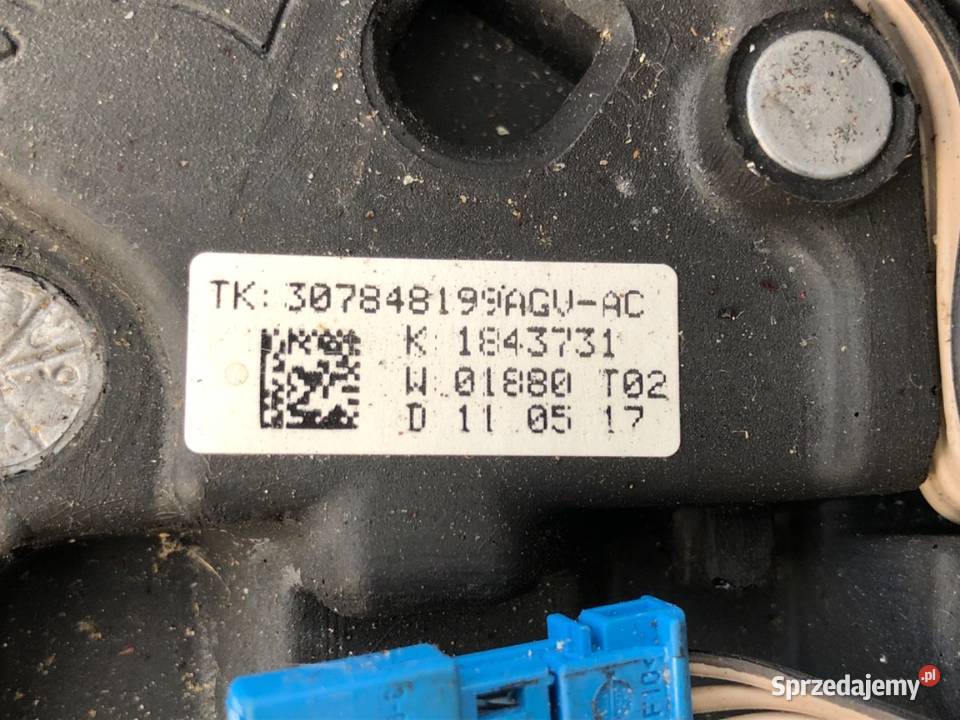 TK: 307848199AGV-AC
K 1843731
W 01880 T02
D 11 05 17
Sprzedajemy.pl